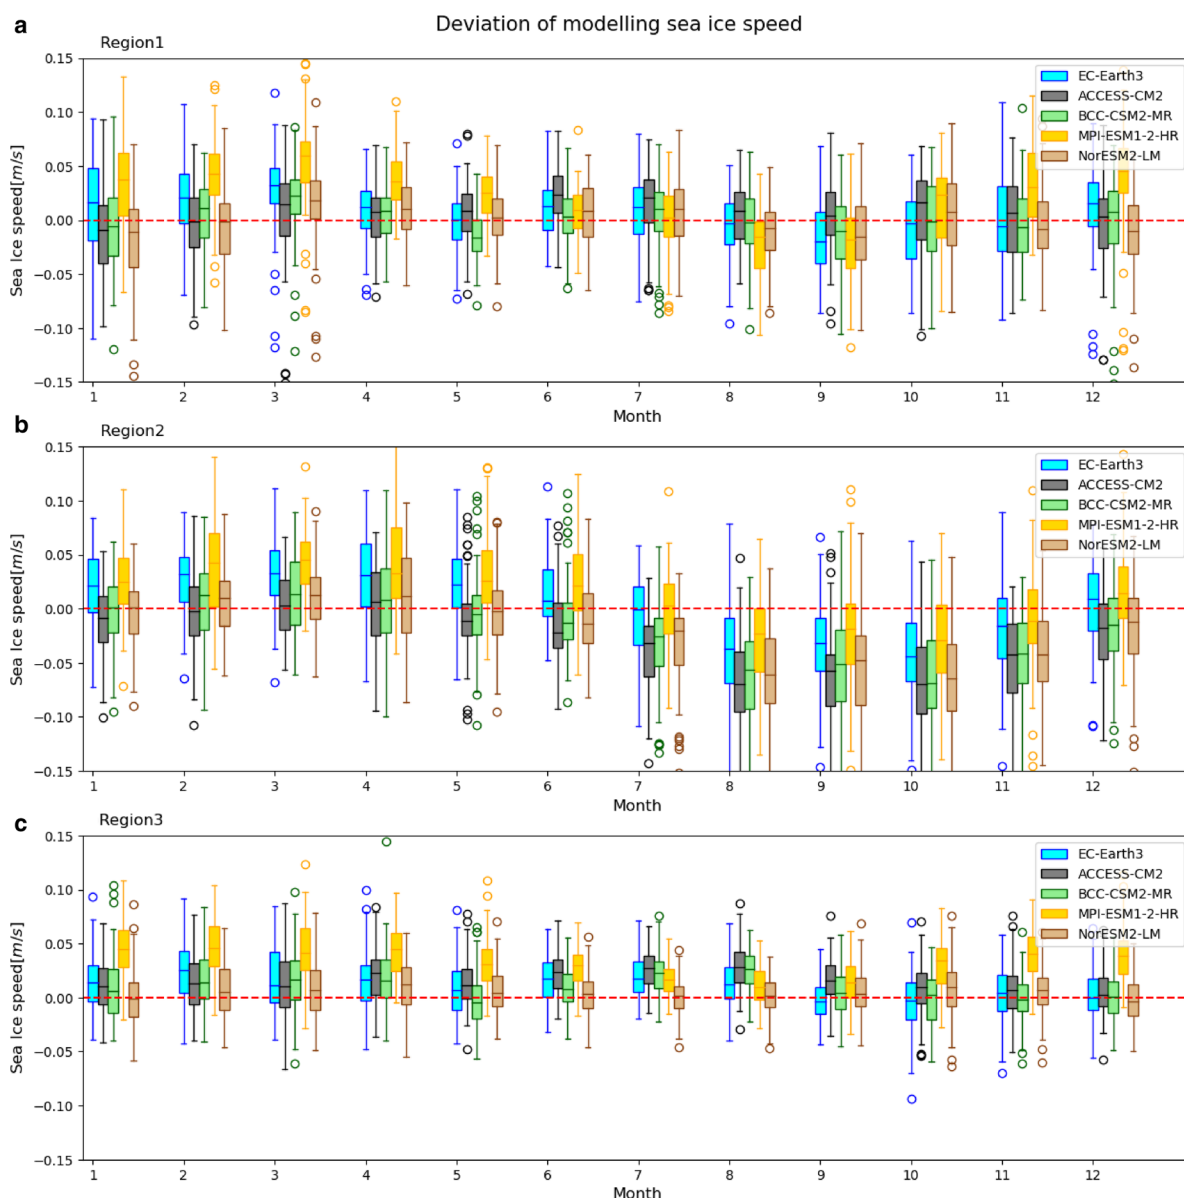 Deviation of modelling sea ice speed
a
Region1
0.15
0.10
0.05
0.00
−0.05
−0.10
−0.15
Sea Ice speed[m/s]
EC-Earth3
ACCESS-CM2
BCC-CSM2-MR
MPI-ESM1-2-HR
NorESM2-LM
1 2 3 4 5 6 7 8 9 10 11 12
Month
b
Region2
0.15
0.10
0.05
0.00
−0.05
−0.10
−0.15
Sea Ice speed[m/s]
EC-Earth3
ACCESS-CM2
BCC-CSM2-MR
MPI-ESM1-2-HR
NorESM2-LM
1 2 3 4 5 6 7 8 9 10 11 12
Month
c
Region3
0.15
0.10
0.05
0.00
−0.05
−0.10
−0.15
Sea Ice speed[m/s]
EC-Earth3
ACCESS-CM2
BCC-CSM2-MR
MPI-ESM1-2-HR
NorESM2-LM
1 2 3 4 5 6 7 8 9 10 11 12
Month